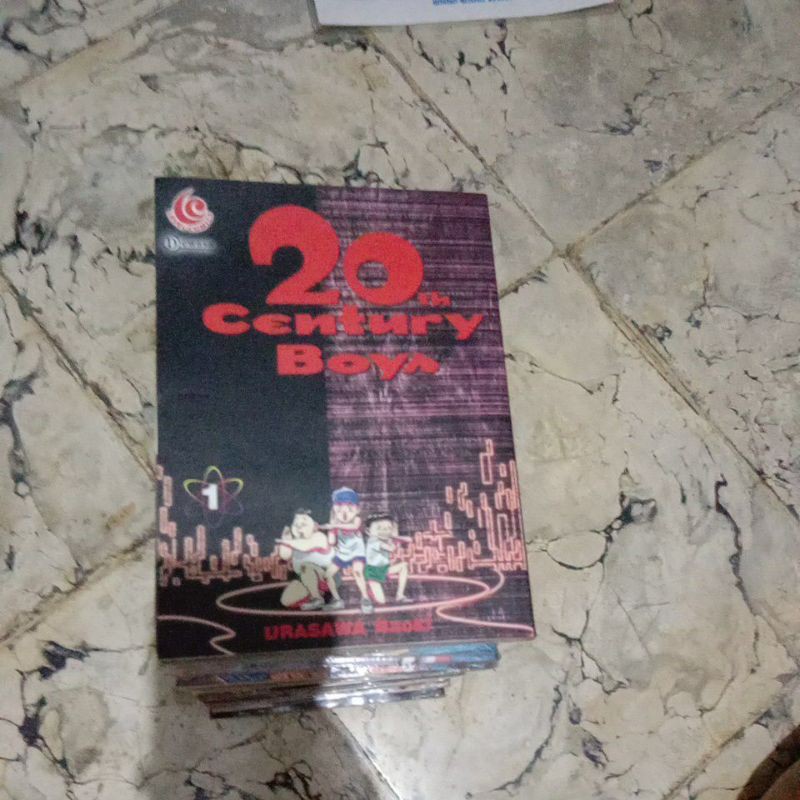 20th
Century
Boys
1
URASAWA Naoki